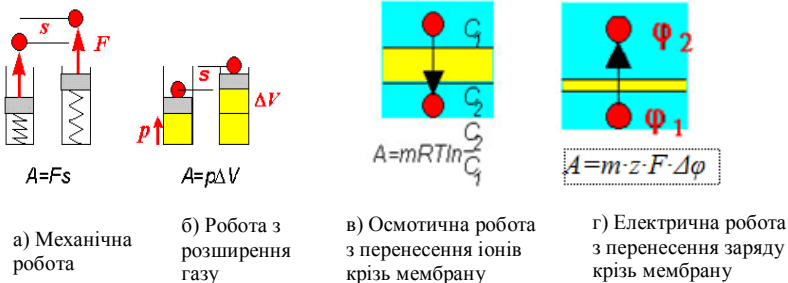 s
F
A=Fs
s
p
ΔV
A=pΔV
C1
C2
A=mRTln C2/C1
φ2
φ1
A=m·z·F·Δφ
а) Механічна
робота
б) Робота з
розширення
газу
в) Осмотична робота
з перенесення іонів
крізь мембрану
г) Електрична робота
з перенесення заряду
крізь мембрану